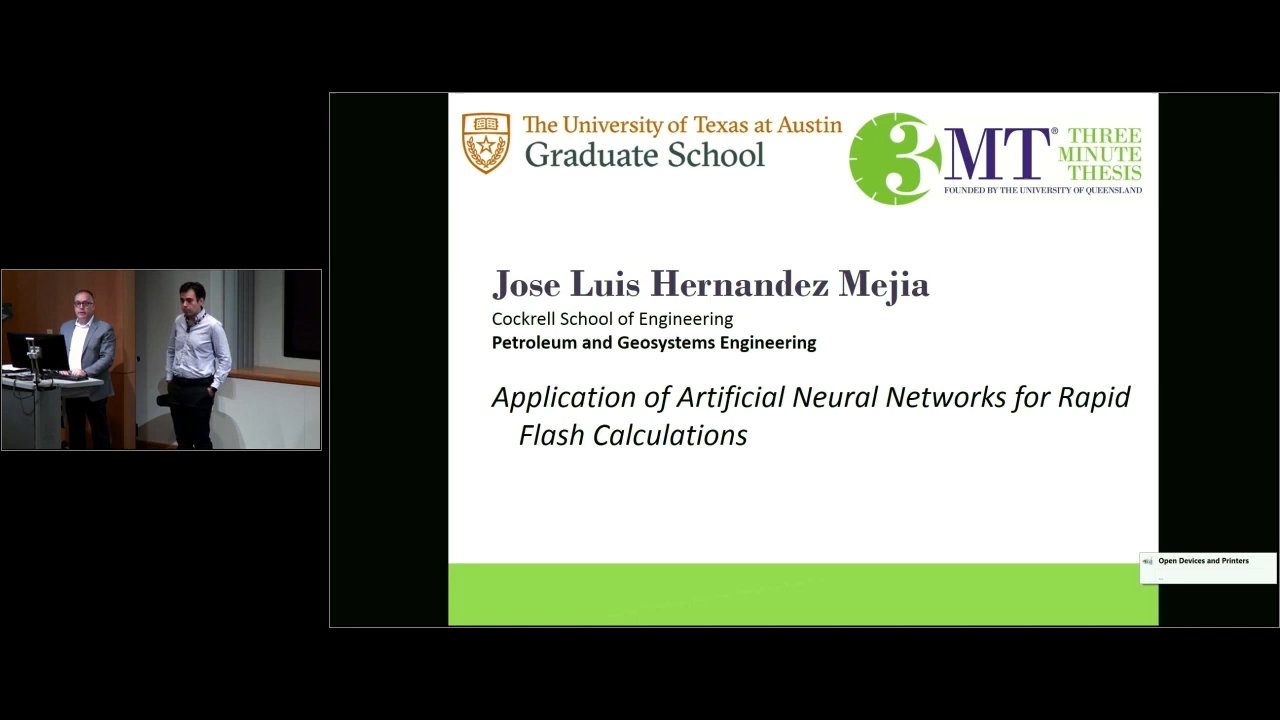 The University of Texas at Austin
Graduate School
3MT® THREE
MINUTE
THESIS
FOUNDED BY THE UNIVERSITY OF QUEENSLAND
Jose Luis Hernandez Mejia
Cockrell School of Engineering
Petroleum and Geosystems Engineering
Application of Artificial Neural Networks for Rapid
Flash Calculations
Open Devices and Printers
...